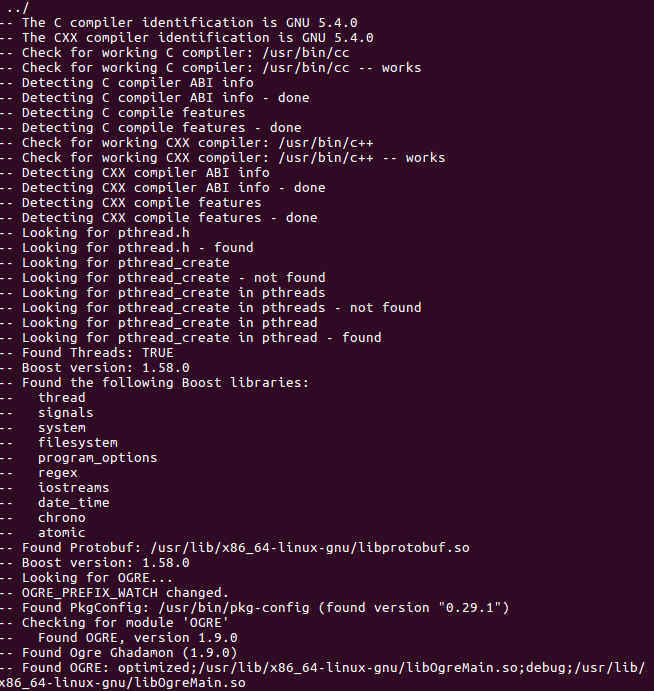 ../
-- The C compiler identification is GNU 5.4.0
-- The CXX compiler identification is GNU 5.4.0
-- Check for working C compiler: /usr/bin/cc
-- Check for working C compiler: /usr/bin/cc -- works
-- Detecting C compiler ABI info
-- Detecting C compiler ABI info - done
-- Detecting C compile features
-- Detecting C compile features - done
-- Check for working CXX compiler: /usr/bin/c++
-- Check for working CXX compiler: /usr/bin/c++ -- works
-- Detecting CXX compiler ABI info
-- Detecting CXX compiler ABI info - done
-- Detecting CXX compile features
-- Detecting CXX compile features - done
-- Looking for pthread.h
-- Looking for pthread.h - found
-- Looking for pthread_create
-- Looking for pthread_create - not found
-- Looking for pthread_create in pthreads
-- Looking for pthread_create in pthreads - not found
-- Looking for pthread_create in pthread
-- Looking for pthread_create in pthread - found
-- Found Threads: TRUE
-- Boost version: 1.58.0
-- Found the following Boost libraries:
--   thread
--   signals
--   system
--   filesystem
--   program_options
--   regex
--   iostreams
--   date_time
--   chrono
--   atomic
-- Found Protobuf: /usr/lib/x86_64-linux-gnu/libprotobuf.so
-- Boost version: 1.58.0
-- Looking for OGRE...
-- OGRE_PREFIX_WATCH changed.
-- Found PkgConfig: /usr/bin/pkg-config (found version "0.29.1")
-- Checking for module 'OGRE'
--   Found OGRE, version 1.9.0
-- Found Ogre Ghadamon (1.9.0)
-- Found OGRE: optimized;/usr/lib/x86_64-linux-gnu/libOgreMain.so;debug;/usr/lib/
x86_64-linux-gnu/libOgreMain.so